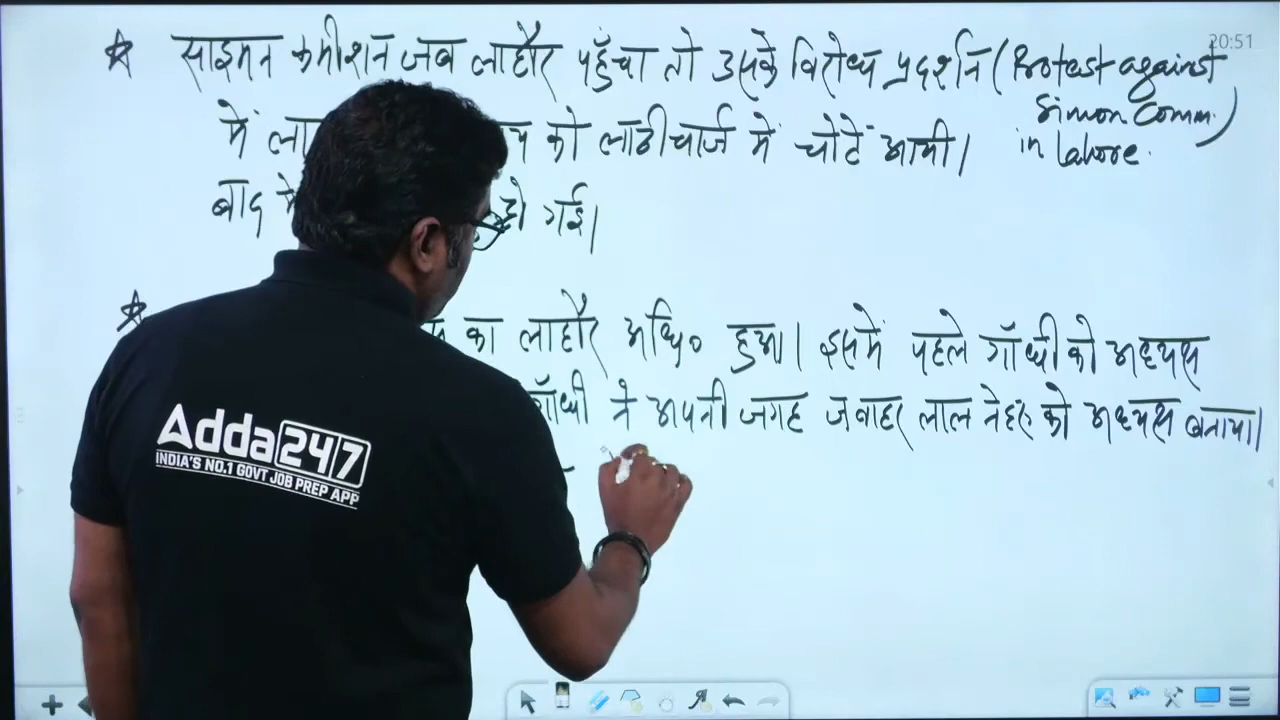 20:51
★ साइमन कमीशन जब लाहौर पहुँचा तो उसके विरोध प्रदर्शन (Protest against
Simon Comm.)
में को लाठीचार्ज में चोटें आयी।
in Lahore.
बाद हो गई।
★ का लाहौर अधि० हुआ। इसमें पहले गाँधी को अध्यक्ष
गाँधी ने अपनी जगह जवाहर लाल नेहरू को अध्यक्ष बनाया।
Adda247
INDIA'S NO.1 GOVT JOB PREP APP